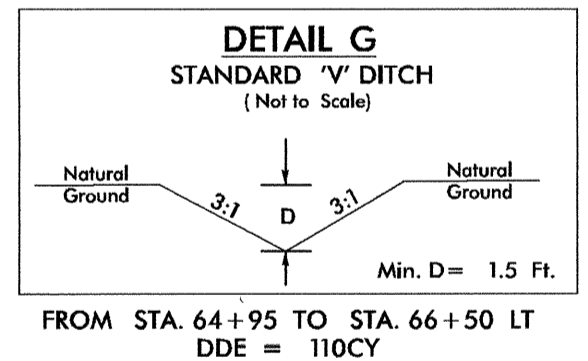 DETAIL G
STANDARD 'V' DITCH
( Not to Scale)
Natural
Ground
3:1
D
3:1
Natural
Ground
Min. D= 1.5 Ft.
FROM STA. 64+95 TO STA. 66+50 LT
DDE = 110CY